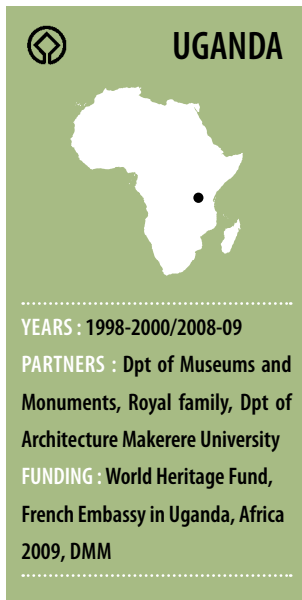 UGANDA
YEARS : 1998-2000/2008-09
PARTNERS : Dpt of Museums and
Monuments, Royal family, Dpt of
Architecture Makerere University
FUNDING : World Heritage Fund,
French Embassy in Uganda, Africa
2009, DMM